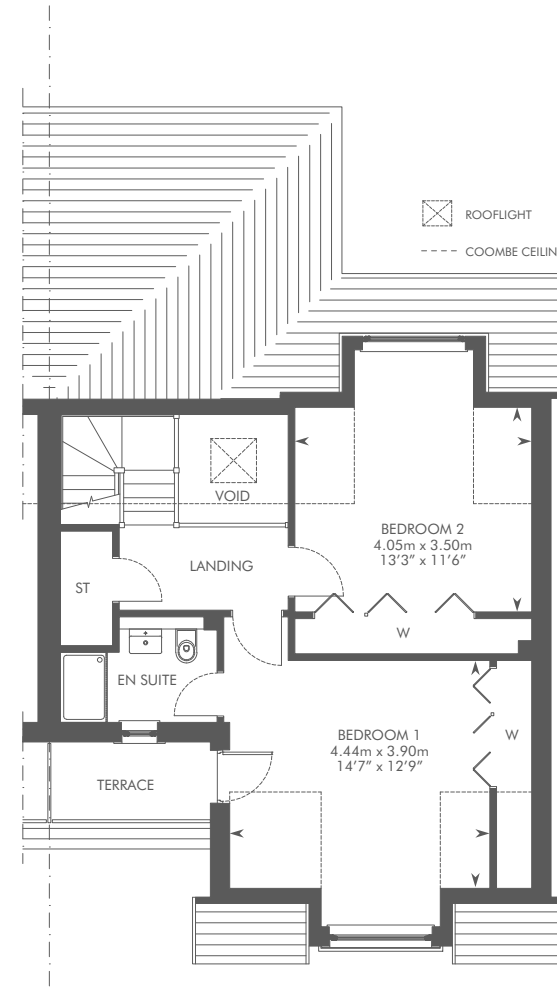 ROOFLIGHT
COOMBE CEILIN
VOID
BEDROOM 2
4.05m x 3.50m
13’3” x 11’6”
LANDING
ST
W
EN SUITE
BEDROOM 1
4.44m x 3.90m
14’7” x 12’9”
W
TERRACE